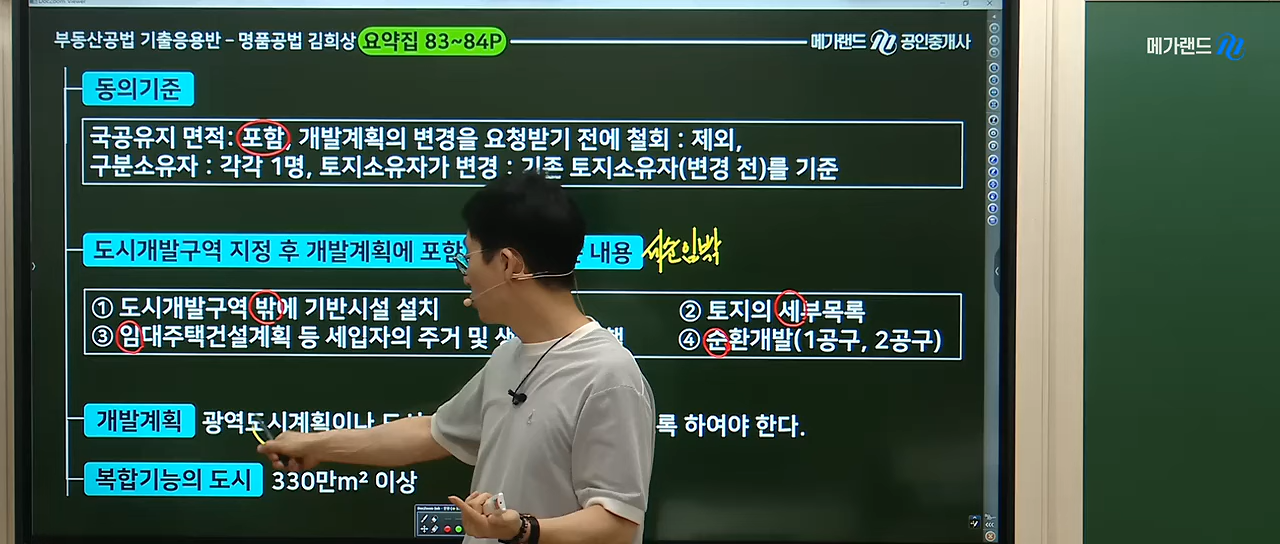 부동산공법 기출응용반 – 명품공법 김희상 요약집 83~84P 메가랜드 공인중개사
메가랜드
동의기준
국공유지 면적: 포함, 개발계획의 변경을 요청받기 전에 철회 : 제외,
구분소유자 : 각각 1명, 토지소유자가 변경 : 기존 토지소유자(변경 전)를 기준
도시개발구역 지정 후 개발계획에 포함 내용 세순임밖
① 도시개발구역 밖에 기반시설 설치 ② 토지의 세부목록
③ 임대주택건설계획 등 세입자의 주거 및 ④ 순환개발(1공구, 2공구)
개발계획 광역도시계획이나 록 하여야 한다.
복합기능의 도시 330만m² 이상